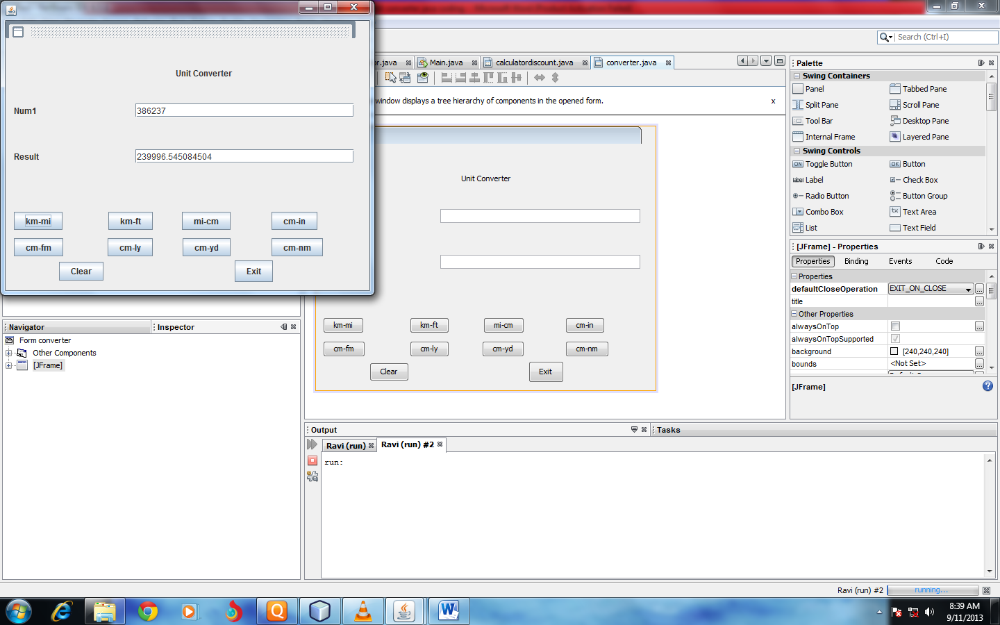 Unit Converter
Num1
386237
Result
239996.545084504
km-mi
km-ft
mi-cm
cm-in
cm-fm
cm-ly
cm-yd
cm-nm
Clear
Exit
Search (Ctrl+I)
or.java
Main.java
calculatordiscount.java
converter.java
window displays a tree hierarchy of components in the opened form.
x
Unit Converter
km-mi
km-ft
mi-cm
cm-in
cm-fm
cm-ly
cm-yd
cm-nm
Clear
Exit
Palette
Swing Containers
Panel
Tabbed Pane
Split Pane
Scroll Pane
Tool Bar
Desktop Pane
Internal Frame
Layered Pane
Swing Controls
ON Toggle Button
OK Button
label Label
Check Box
Radio Button
Button Group
Combo Box
Text Area
List
Text Field
[JFrame] - Properties
Properties
Binding
Events
Code
Properties
defaultCloseOperation
EXIT_ON_CLOSE
...
title
...
Other Properties
alwaysOnTop
...
alwaysOnTopSupported
background
[240,240,240]
...
bounds
<Not Set>
...
[JFrame]
Navigator
Inspector
Form converter
Other Components
[JFrame]
Output
Tasks
Ravi (run)
Ravi (run) #2
run:
Ravi (run) #2
running...
8:39 AM
9/11/2013